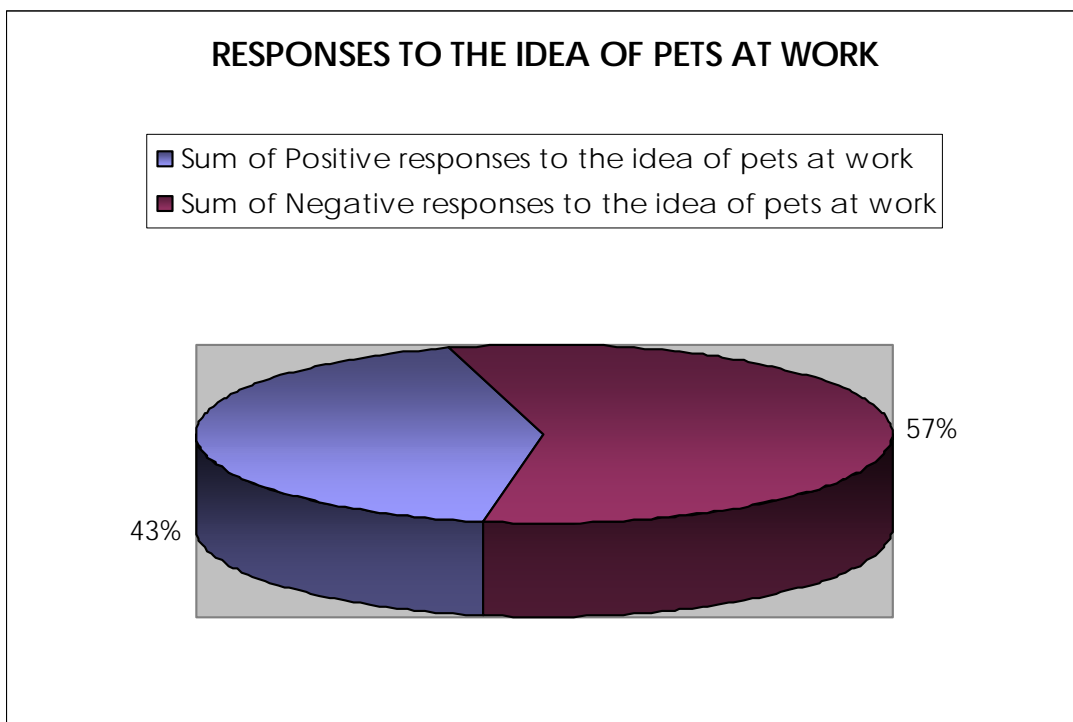 RESPONSES TO THE IDEA OF PETS AT WORK
Sum of Positive responses to the idea of pets at work
Sum of Negative responses to the idea of pets at work
57%
43%